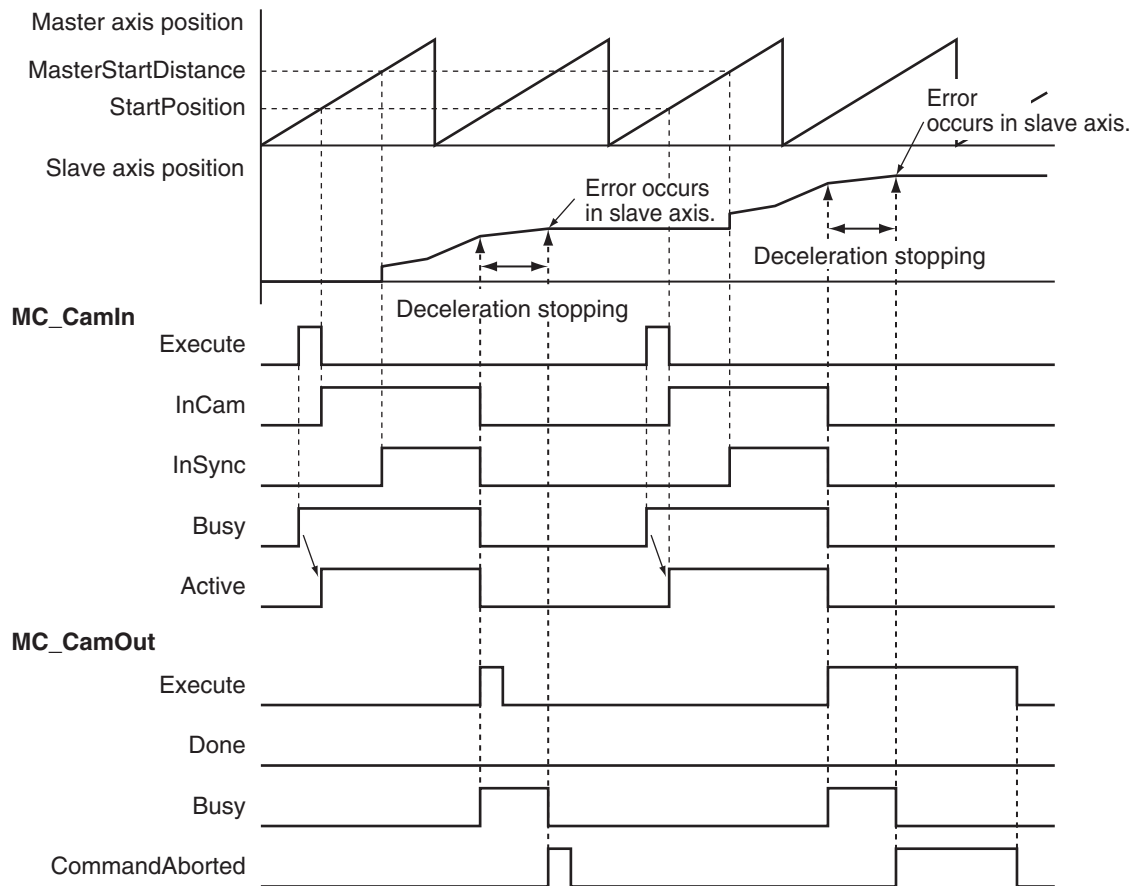 Master axis position
MasterStartDistance
StartPosition
Error
occurs in slave axis.
Slave axis position
Error occurs
in slave axis.
Deceleration stopping
Deceleration stopping
MC_CamIn
Execute
InCam
InSync
Busy
Active
MC_CamOut
Execute
Done
Busy
CommandAborted